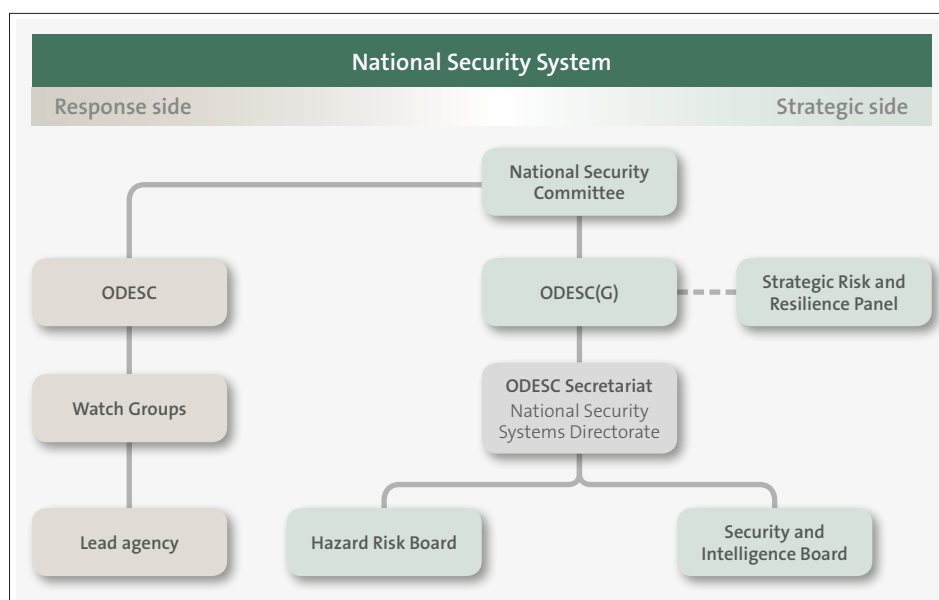 National Security System
Response side
Strategic side
National Security
Committee
ODESC
ODESC(G)
Strategic Risk and
Resilience Panel
Watch Groups
ODESC Secretariat
National Security
Systems Directorate
Lead agency
Hazard Risk Board
Security and
Intelligence Board